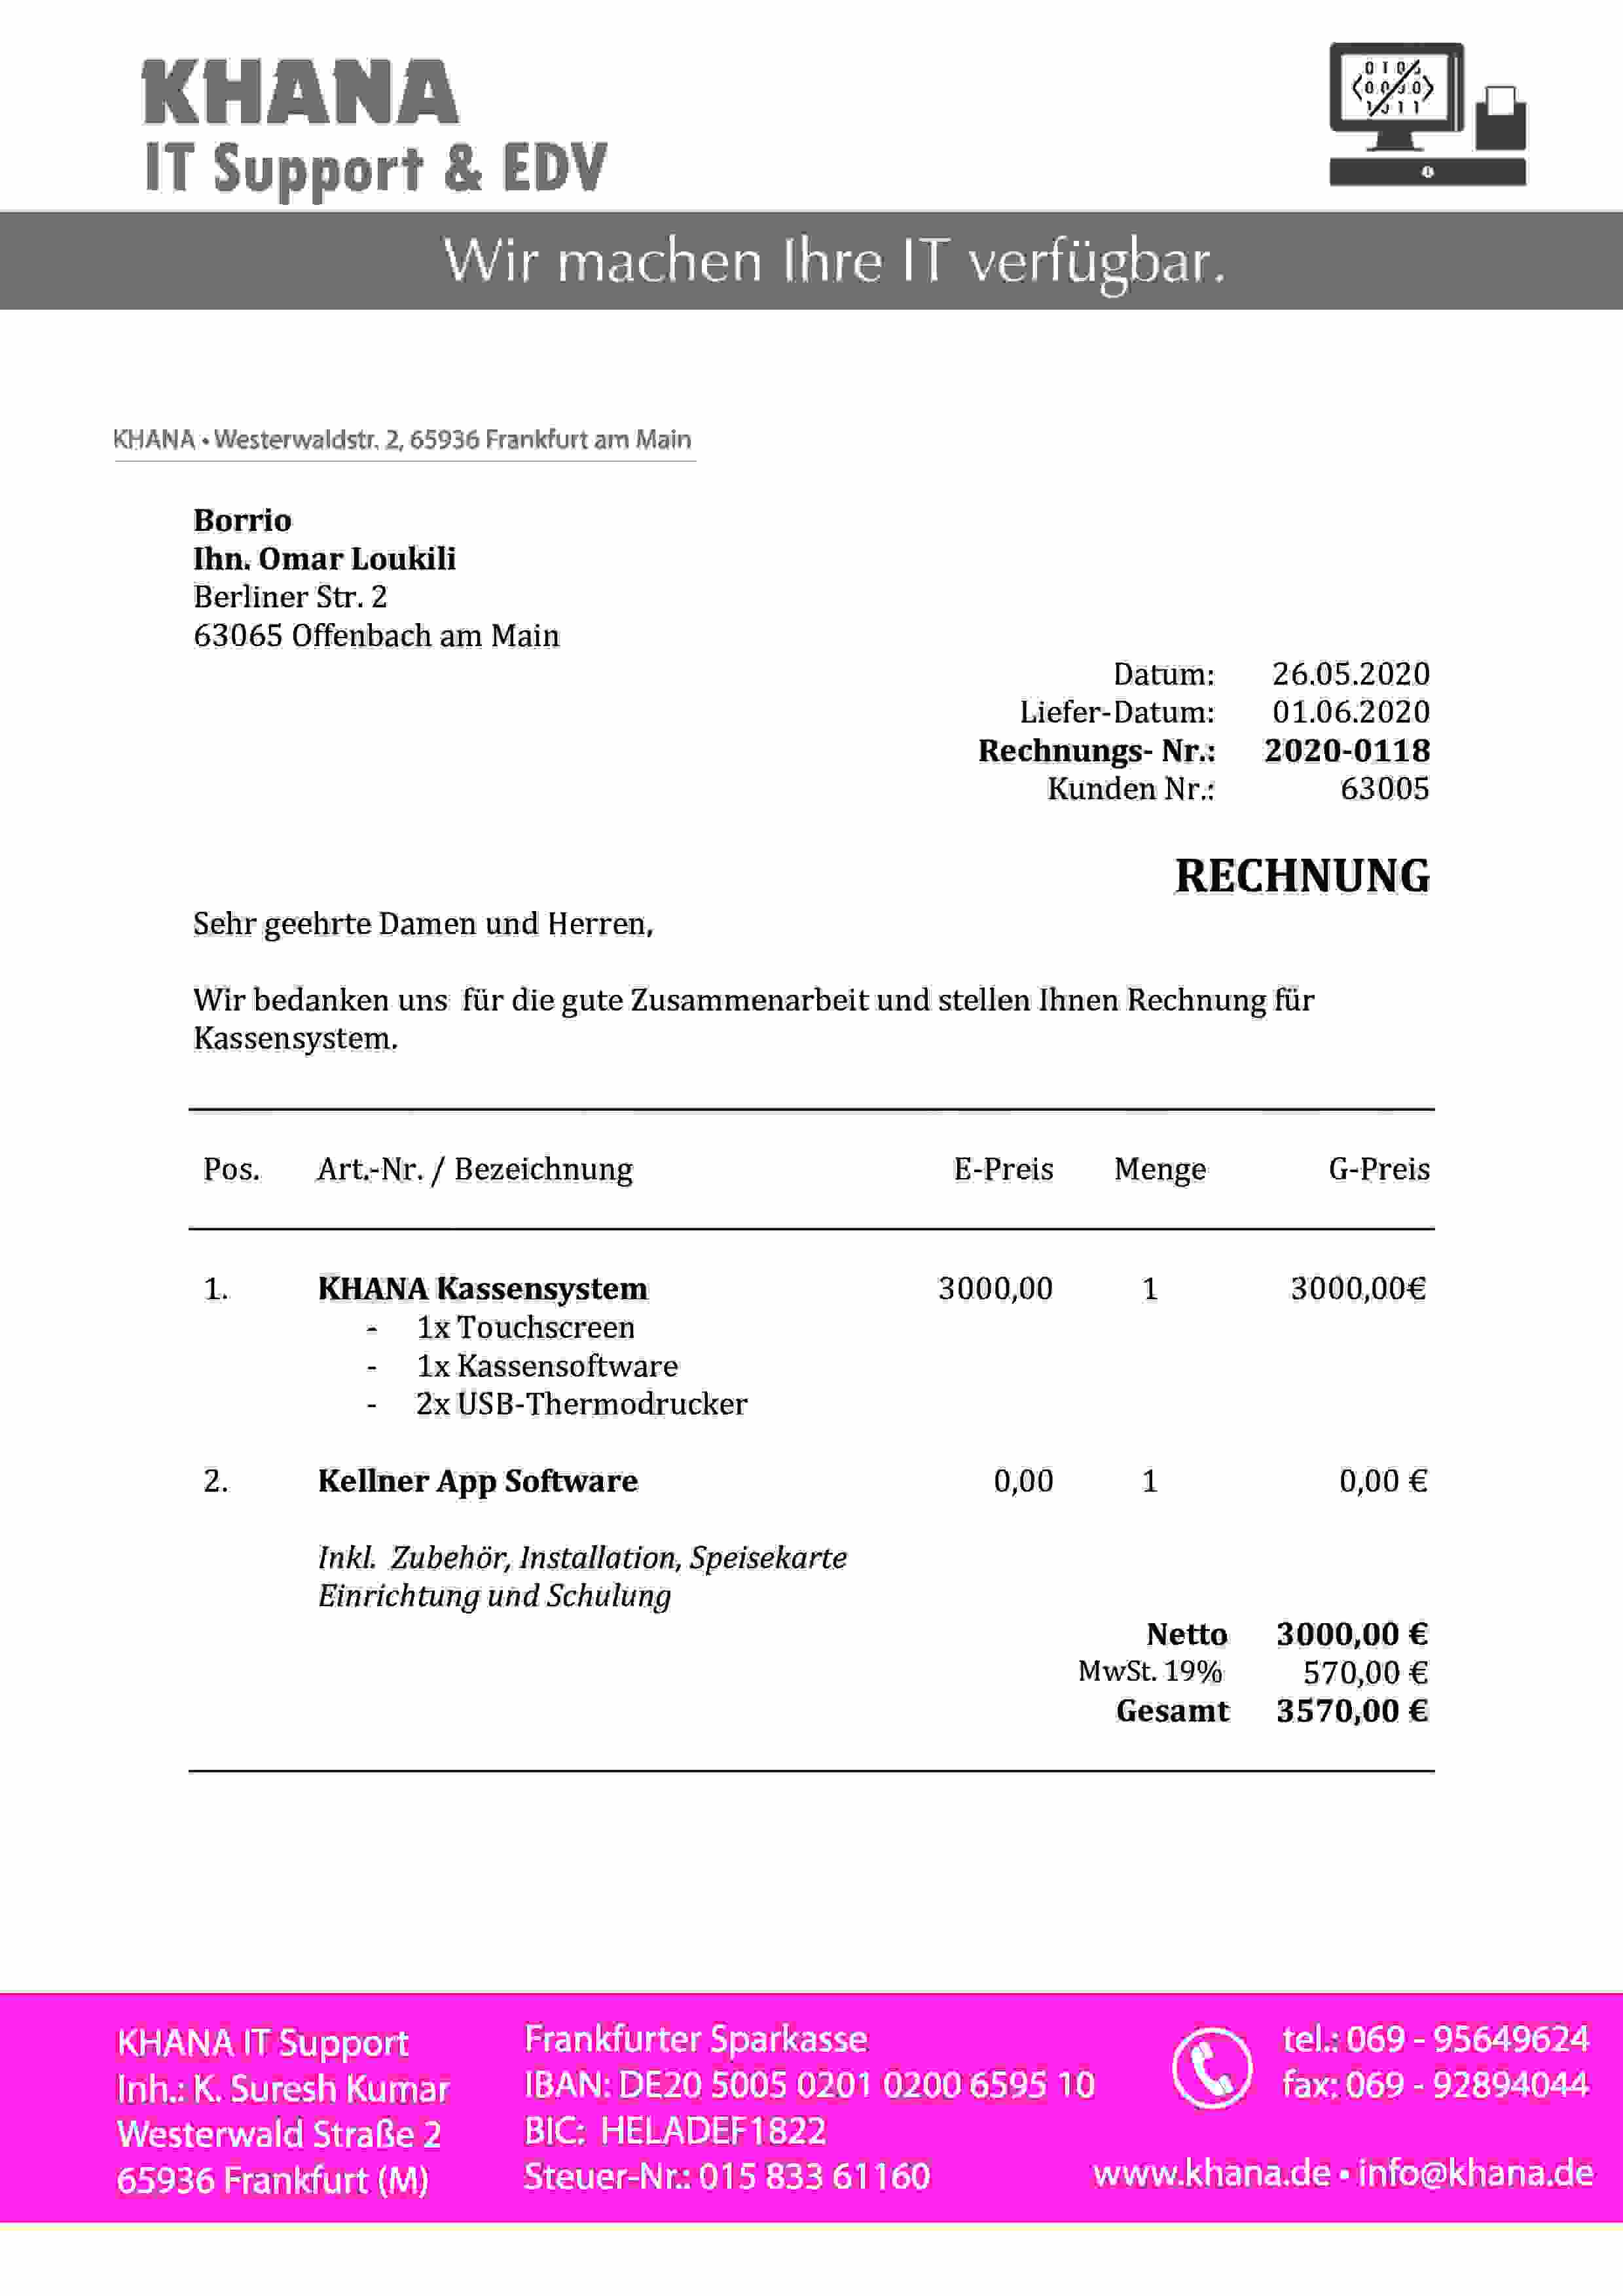 KHANA
IT Support & EDV
Wir machen Ihre IT verfügbar.
KHANA • Westerwaldstr. 2, 65936 Frankfurt am Main
Borrio
Ihn. Omar Loukili
Berliner Str. 2
63065 Offenbach am Main
Datum: 26.05.2020
Liefer-Datum: 01.06.2020
Rechnungs- Nr.: 2020-0118
Kunden Nr.: 63005
RECHNUNG
Sehr geehrte Damen und Herren,
Wir bedanken uns für die gute Zusammenarbeit und stellen Ihnen Rechnung für
Kassensystem.
Pos. Art.-Nr. / Bezeichnung E-Preis Menge G-Preis
1. KHANA Kassensystem 3000,00 1 3000,00€
- 1x Touchscreen
- 1x Kassensoftware
- 2x USB-Thermodrucker
2. Kellner App Software 0,00 1 0,00 €
Inkl. Zubehör, Installation, Speisekarte
Einrichtung und Schulung
Netto 3000,00 €
MwSt. 19% 570,00 €
Gesamt 3570,00 €
KHANA IT Support
Inh.: K. Suresh Kumar
Westerwald Straße 2
65936 Frankfurt (M)
Frankfurter Sparkasse
IBAN: DE20 5005 0201 0200 6595 10
BIC: HELADEF1822
Steuer-Nr.: 015 833 61160
tel.: 069 - 95649624
fax: 069 - 92894044
www.khana.de • info@khana.de